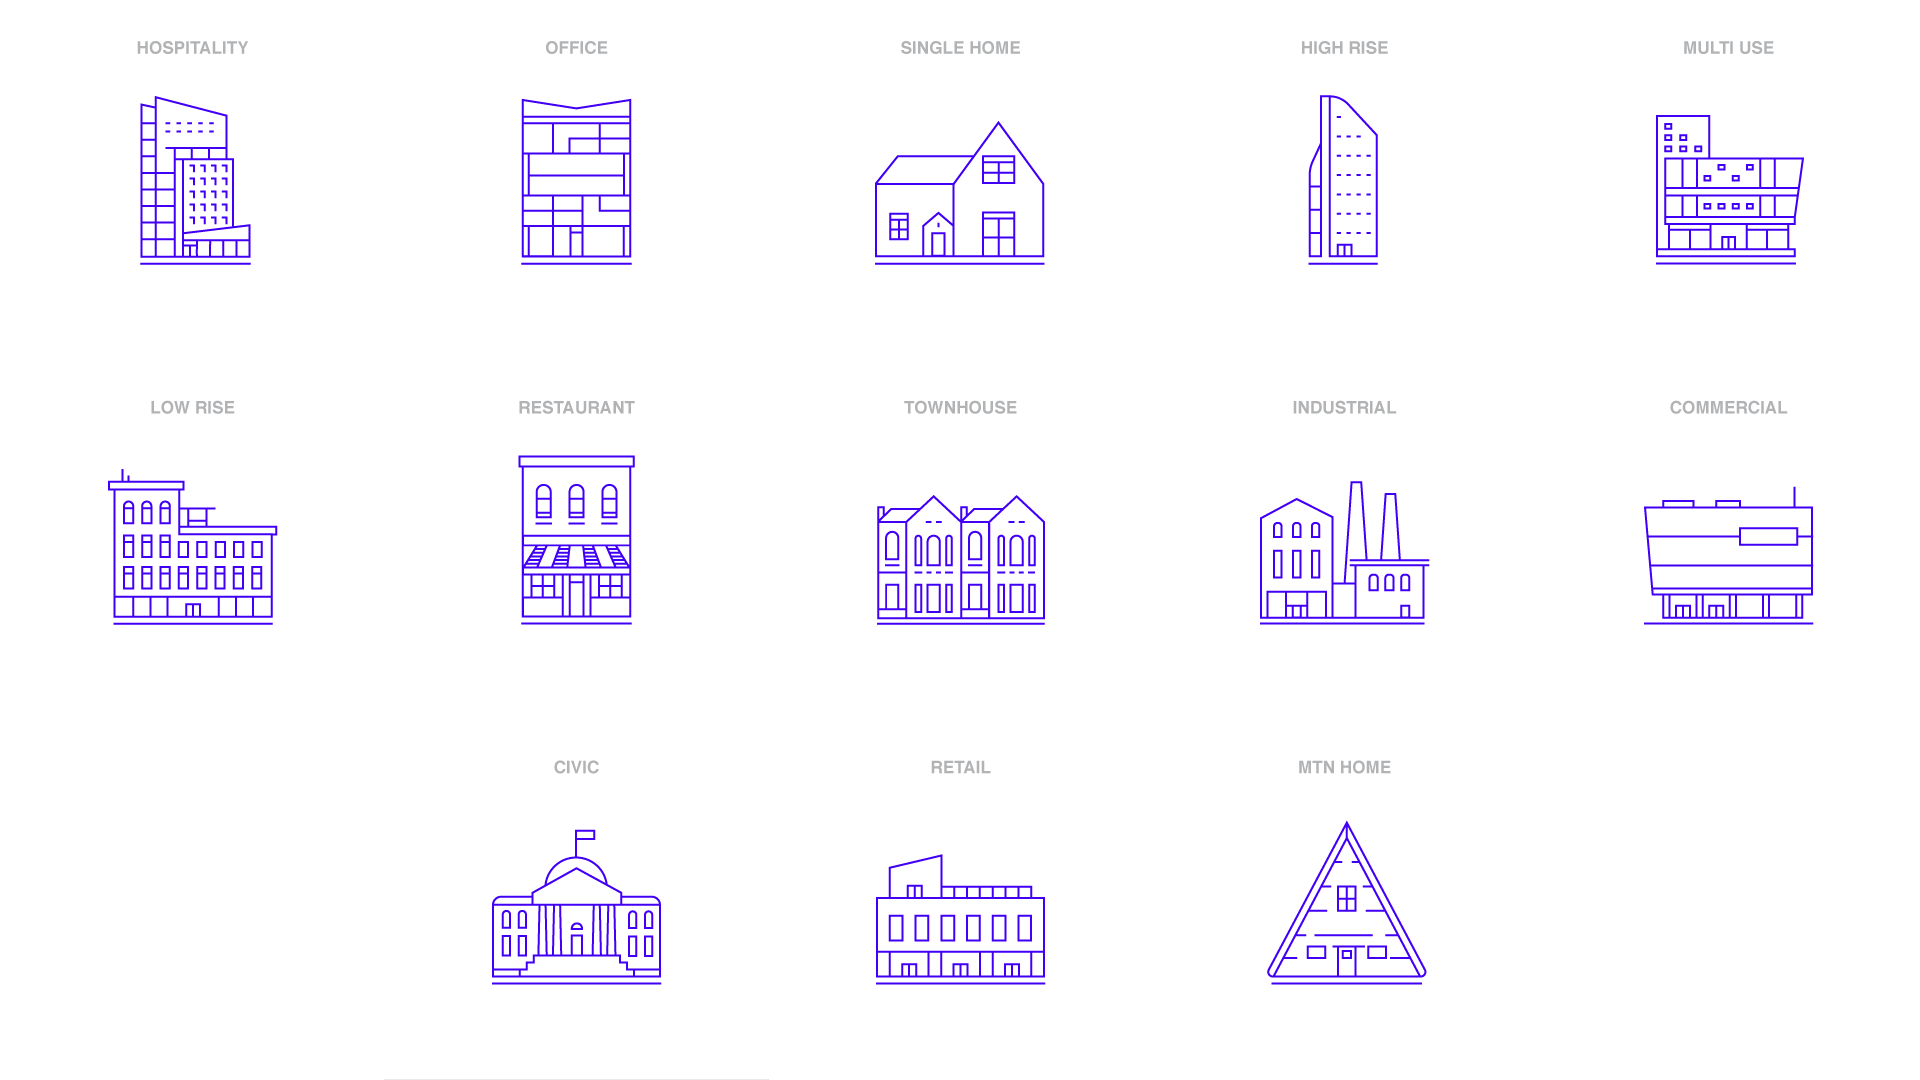 HOSPITALITY
OFFICE
SINGLE HOME
HIGH RISE
MULTI USE
LOW RISE
RESTAURANT
TOWNHOUSE
INDUSTRIAL
COMMERCIAL
CIVIC
RETAIL
MTN HOME